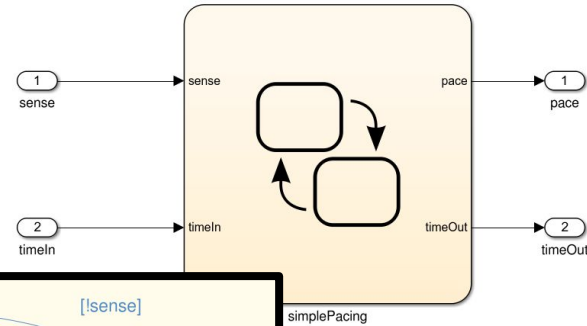 1
sense
sense
pace
1
pace
2
timeIn
timeIn
timeOut
2
timeOut
[!sense]
simplePacing